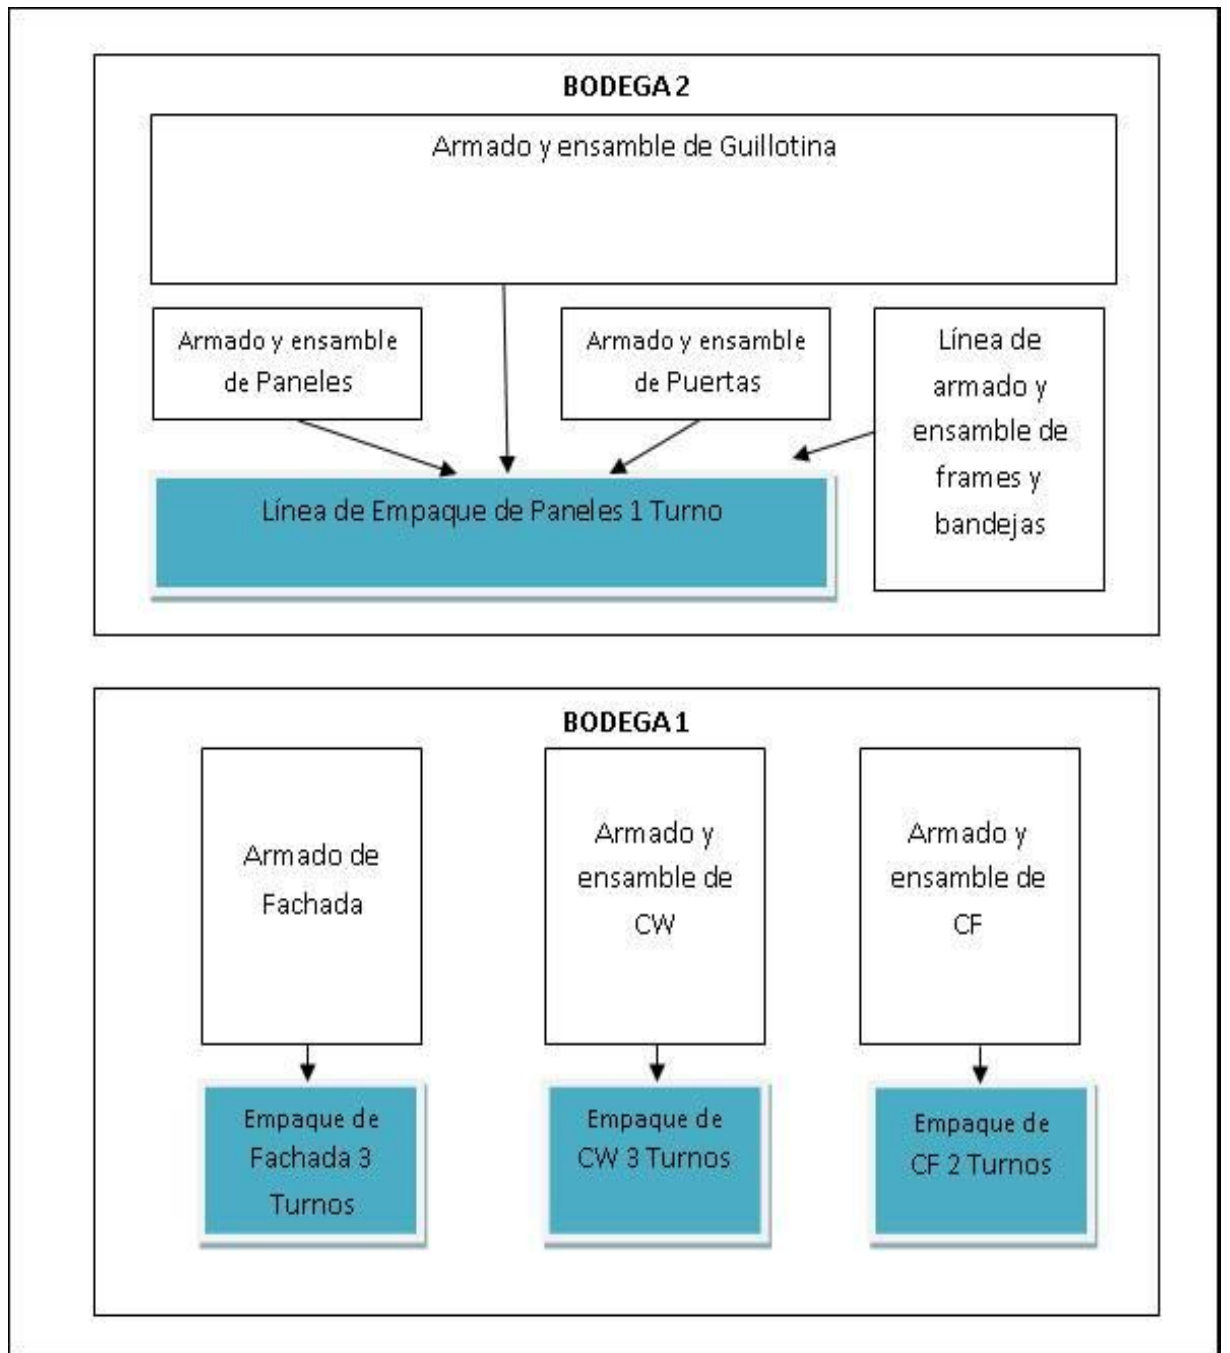 BODEGA 2
Armado y ensamble de Guillotina
Armado y ensamble
de Paneles
Armado y ensamble
de Puertas
Línea de
armado y
ensamble de
frames y
bandejas
Línea de Empaque de Paneles 1 Turno
BODEGA 1
Armado de
Fachada
Armado y
ensamble de
CW
Armado y
ensamble de
CF
Empaque de
Fachada 3
Turnos
Empaque de
CW 3 Turnos
Empaque de
CF 2 Turnos